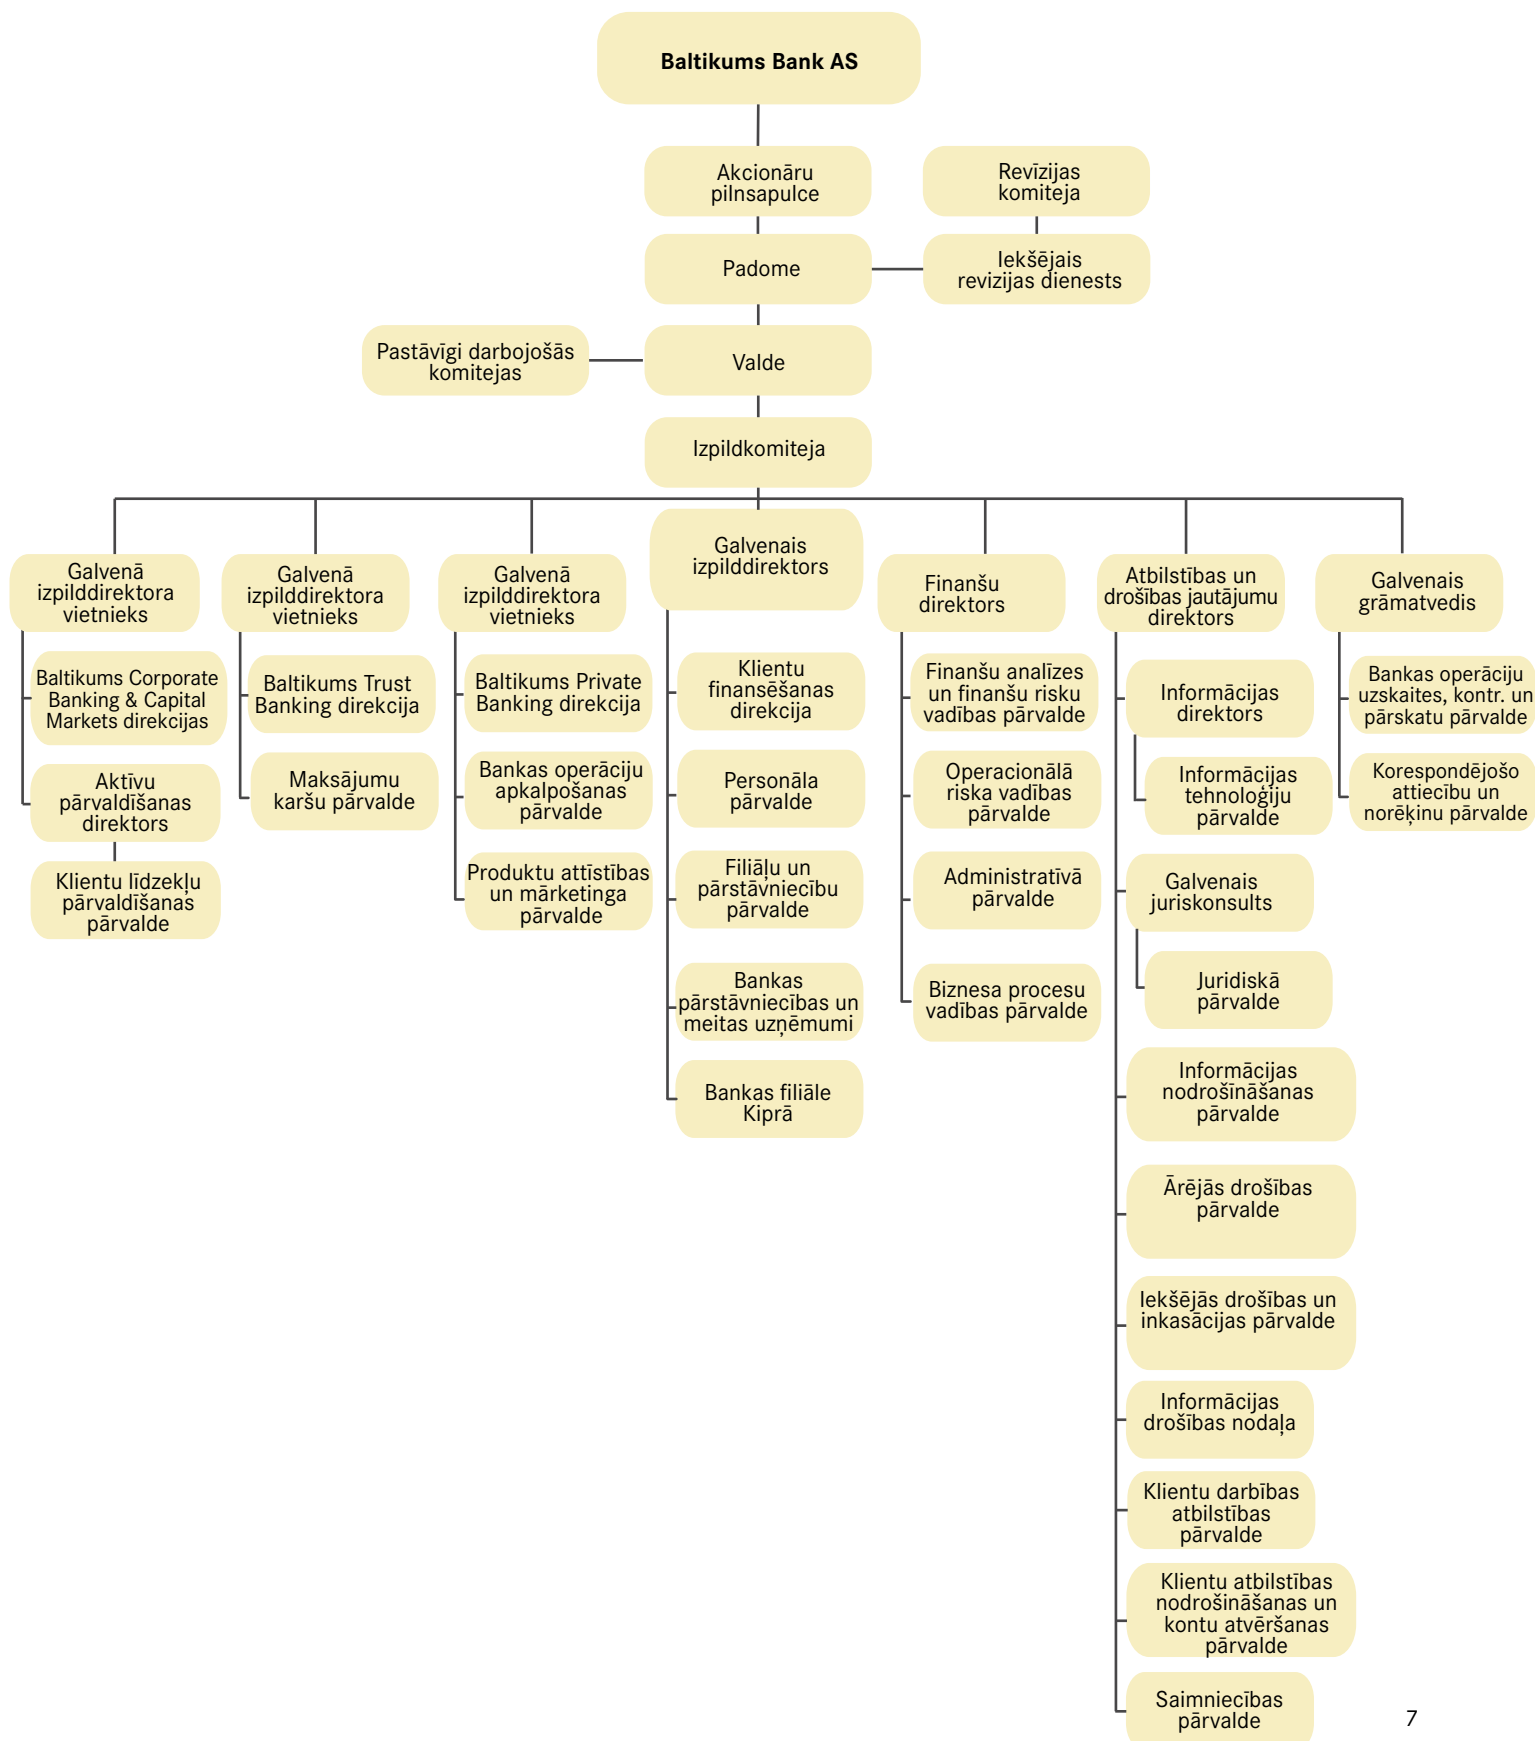 Baltikums Bank AS
Akcionāru
pilnsapulce
Revīzijas
komiteja
Padome
Iekšējais
revizijas dienests
Pastāvīgi darbojošās
komitejas
Valde
Izpildkomiteja
Galvenā
izpilddirektora
vietnieks
Baltikums Corporate
Banking & Capital
Markets direkcijas
Aktīvu
pārvaldīšanas
direktors
Klientu līdzekļu
pārvaldīšanas
pārvalde
Galvenā
izpilddirektora
vietnieks
Baltikums Trust
Banking direkcija
Maksājumu
karšu pārvalde
Galvenā
izpilddirektora
vietnieks
Baltikums Private
Banking direkcija
Bankas operāciju
apkalpošanas
pārvalde
Produktu attīstības
un mārketinga
pārvalde
Galvenais
izpilddirektors
Klientu
finansēšanas
direkcija
Personāla
pārvalde
Filiāļu un
pārstāvniecību
pārvalde
Bankas
pārstāvniecības un
meitas uzņēmumi
Bankas filiāle
Kiprā
Finanšu
direktors
Finanšu analīzes
un finanšu risku
vadības pārvalde
Operacionālā
riska vadības
pārvalde
Administratīvā
pārvalde
Biznesa procesu
vadības pārvalde
Atbilstības un
drošības jautājumu
direktors
Informācijas
direktors
Informācijas
tehnoloģiju
pārvalde
Galvenais
juriskonsults
Juridiskā
pārvalde
Informācijas
nodrošīnāšanas
pārvalde
Ārējās drošības
pārvalde
Iekšējās drošības un
inkasācijas pārvalde
Informācijas
drošības nodaļa
Klientu darbības
atbilstības
pārvalde
Klientu atbilstības
nodrošināšanas un
kontu atvēršanas
pārvalde
Saimniecības
pārvalde
Galvenais
grāmatvedis
Bankas operāciju
uzskaites, kontr. un
pārskatu pārvalde
Korespondējošo
attiecību un
norēķinu pārvalde
7